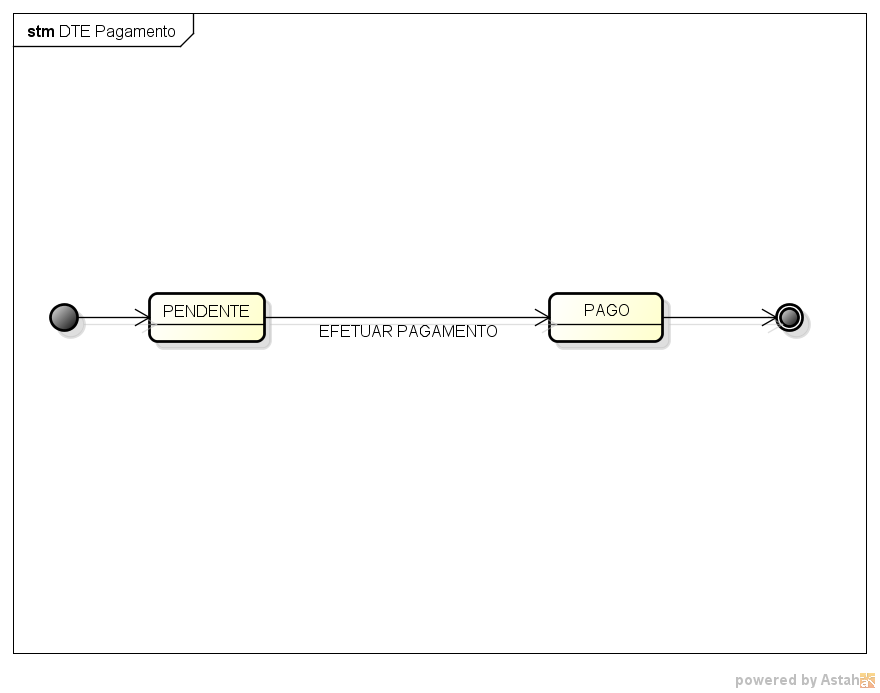 stm DTE Pagamento
PENDENTE
EFETUAR PAGAMENTO
PAGO
powered by Astah